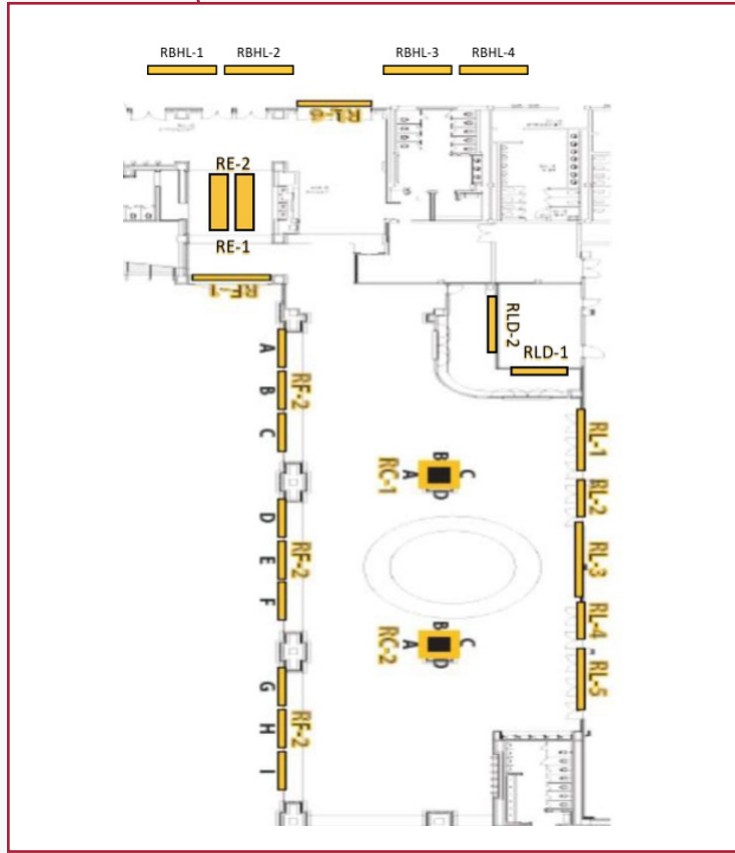 RBHL-1 RBHL-2 RBHL-3 RBHL-4
RL-6
RE-2
RE-1
RF-1
RLD-2
RLD-1
A
B RF-2
C
RL-1
RL-2
RL-3
RL-4
RL-5
RC-1
A
B
C
D
D
E RF-2
F
RC-2
A
B
C
D
G
H RF-2
I